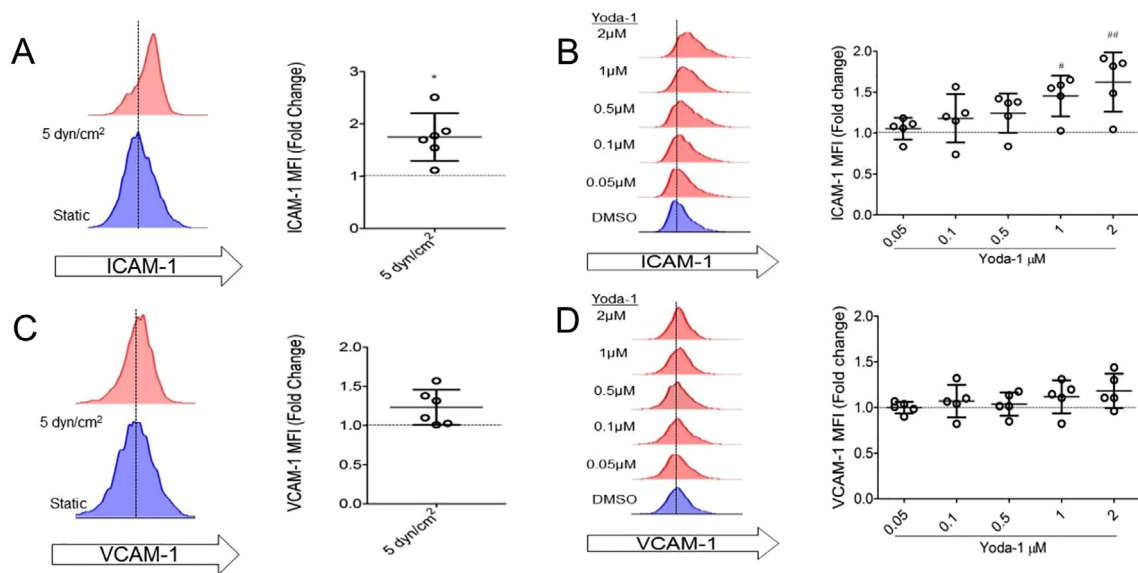 A
5 dyn/cm²
Static
ICAM-1
ICAM-1 MFI (Fold Change)
3
2
1
0
*
5 dyn/cm²
B
Yoda-1
2µM
1µM
0.5µM
0.1µM
0.05µM
DMSO
ICAM-1
ICAM-1 MFI (Fold change)
2.0
1.5
1.0
0.5
0.0
#
##
0.05
0.1
0.5
1
2
Yoda-1 µM
C
5 dyn/cm²
Static
VCAM-1
VCAM-1 MFI (Fold Change)
2.0
1.5
1.0
0.5
0.0
5 dyn/cm²
D
Yoda-1
2µM
1µM
0.5µM
0.1µM
0.05µM
DMSO
VCAM-1
VCAM-1 MFI (Fold change)
2.0
1.5
1.0
0.5
0.0
0.05
0.1
0.5
1
2
Yoda-1 µM